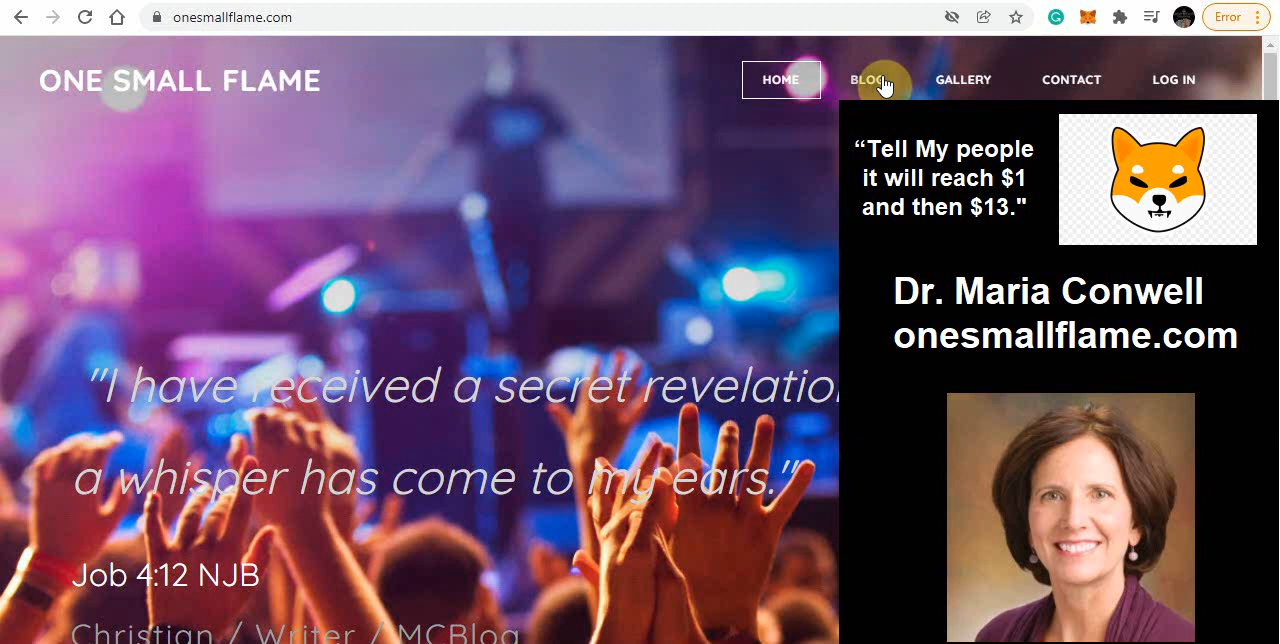 onesmallflame.com
Error
ONE SMALL FLAME
HOME
BLOG
GALLERY
CONTACT
LOG IN
“Tell My people
it will reach $1
and then $13."
Dr. Maria Conwell
onesmallflame.com
"I have received a secret
a whisper has come to my ears."
Job 4:12 NJB
Christian / Writer / MCBlog